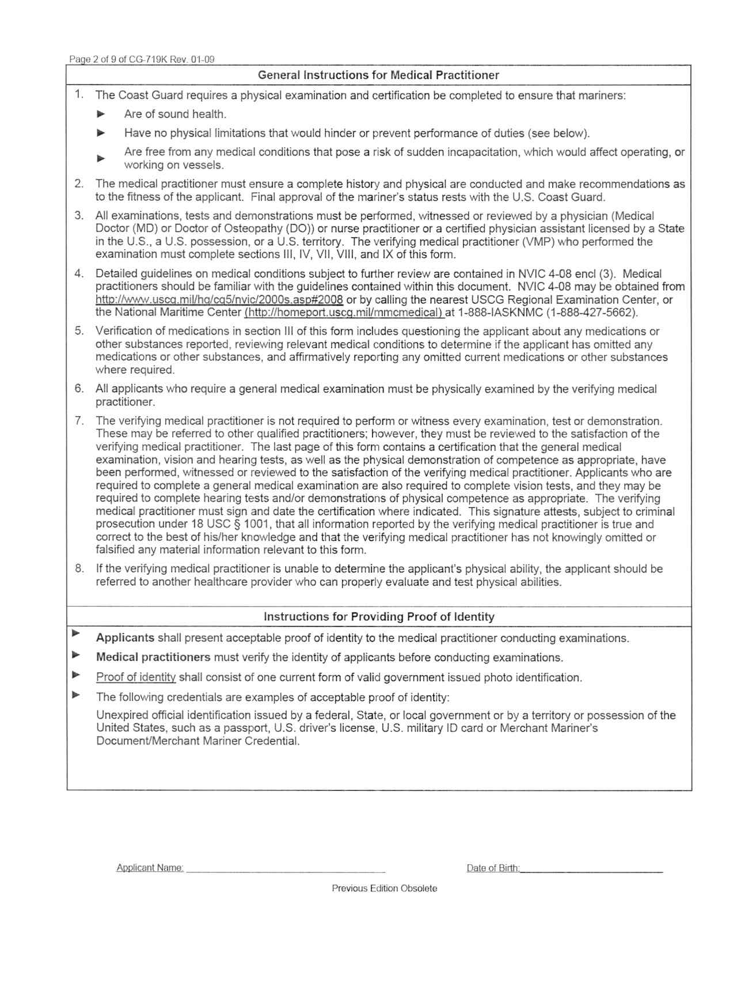 Page 2 of 9 of CG-719K Rev. 01-09
General Instructions for Medical Practitioner
1. The Coast Guard requires a physical examination and certification be completed to ensure that mariners:
► Are of sound health.
► Have no physical limitations that would hinder or prevent performance of duties (see below).
► Are free from any medical conditions that pose a risk of sudden incapacitation, which would affect operating, or
working on vessels.
2. The medical practitioner must ensure a complete history and physical are conducted and make recommendations as
to the fitness of the applicant. Final approval of the mariner's status rests with the U.S. Coast Guard.
3. All examinations, tests and demonstrations must be performed, witnessed or reviewed by a physician (Medical
Doctor (MD) or Doctor of Osteopathy (DO)) or nurse practitioner or a certified physician assistant licensed by a State
in the U.S., a U.S. possession, or a U.S. territory. The verifying medical practitioner (VMP) who performed the
examination must complete sections III, IV, VII, VIII, and IX of this form.
4. Detailed guidelines on medical conditions subject to further review are contained in NVIC 4-08 encl (3). Medical
practitioners should be familiar with the guidelines contained within this document. NVIC 4-08 may be obtained from
http://www.uscg.mil/hq/cg5/nvic/2000s.asp#2008 or by calling the nearest USCG Regional Examination Center, or
the National Maritime Center (http://homeport.uscg.mil/mmcmedical) at 1-888-IASKNMC (1-888-427-5662).
5. Verification of medications in section III of this form includes questioning the applicant about any medications or
other substances reported, reviewing relevant medical conditions to determine if the applicant has omitted any
medications or other substances, and affirmatively reporting any omitted current medications or other substances
where required.
6. All applicants who require a general medical examination must be physically examined by the verifying medical
practitioner.
7. The verifying medical practitioner is not required to perform or witness every examination, test or demonstration.
These may be referred to other qualified practitioners; however, they must be reviewed to the satisfaction of the
verifying medical practitioner. The last page of this form contains a certification that the general medical
examination, vision and hearing tests, as well as the physical demonstration of competence as appropriate, have
been performed, witnessed or reviewed to the satisfaction of the verifying medical practitioner. Applicants who are
required to complete a general medical examination are also required to complete vision tests, and they may be
required to complete hearing tests and/or demonstrations of physical competence as appropriate. The verifying
medical practitioner must sign and date the certification where indicated. This signature attests, subject to criminal
prosecution under 18 USC § 1001, that all information reported by the verifying medical practitioner is true and
correct to the best of his/her knowledge and that the verifying medical practitioner has not knowingly omitted or
falsified any material information relevant to this form.
8. If the verifying medical practitioner is unable to determine the applicant's physical ability, the applicant should be
referred to another healthcare provider who can properly evaluate and test physical abilities.
Instructions for Providing Proof of Identity
► Applicants shall present acceptable proof of identity to the medical practitioner conducting examinations.
► Medical practitioners must verify the identity of applicants before conducting examinations.
► Proof of identity shall consist of one current form of valid government issued photo identification.
► The following credentials are examples of acceptable proof of identity:
Unexpired official identification issued by a federal, State, or local government or by a territory or possession of the
United States, such as a passport, U.S. driver's license, U.S. military ID card or Merchant Mariner's
Document/Merchant Mariner Credential.
Applicant Name: Date of Birth:
Previous Edition Obsolete